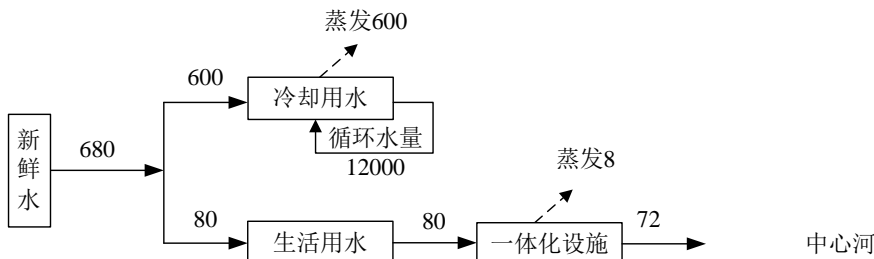 蒸发600
600
冷却用水
新鲜水
680
循环水量
12000
蒸发8
80
生活用水
80
一体化设施
72
中心河